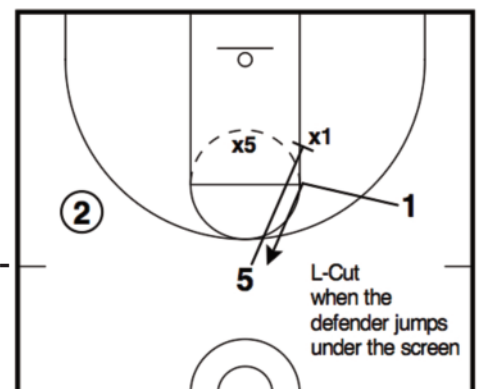 x1
x5
1
2
5
L-Cut
when the
defender jumps
under the screen